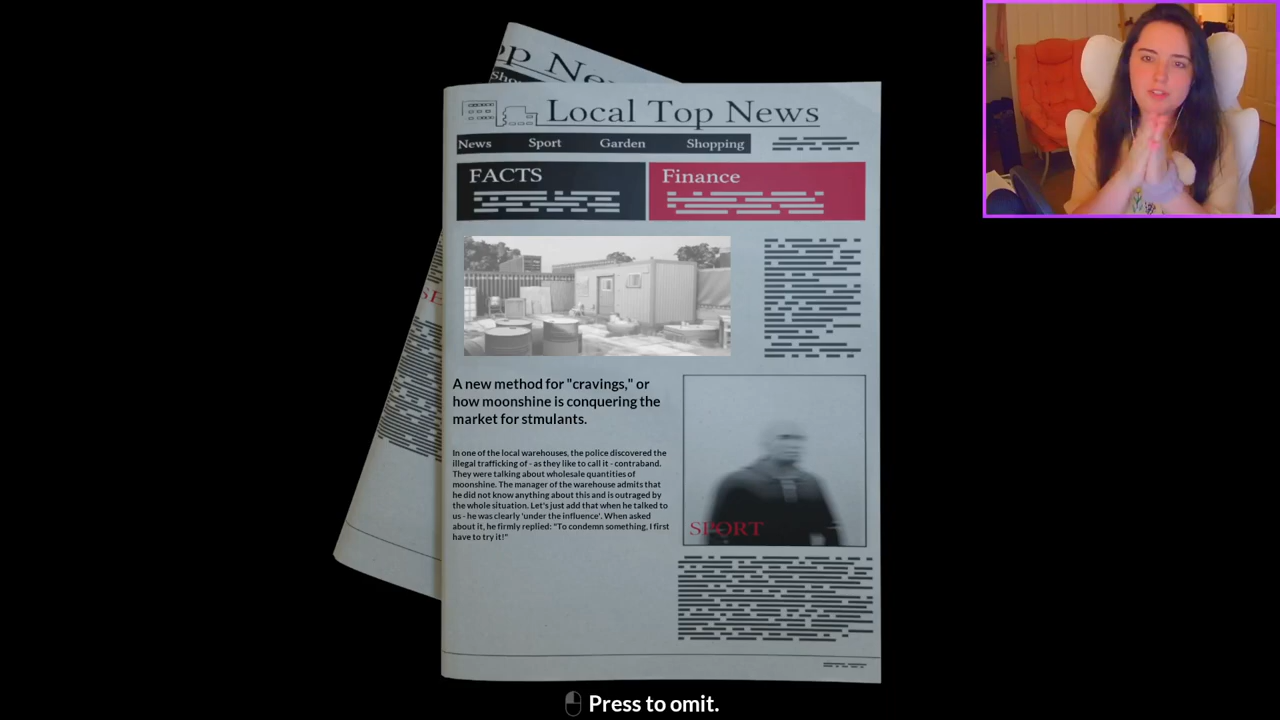 op Ne
Sho
Local Top News
News Sport Garden Shopping
FACTS
Finance
SP
A new method for "cravings," or
how moonshine is conquering the
market for stmulants.
In one of the local warehouses, the police discovered the
illegal trafficking of - as they like to call it - contraband.
They were talking about wholesale quantities of
moonshine. The manager of the warehouse admits that
he did not know anything about this and is outraged by
the whole situation. Let's just add that when he talked to
us - he was clearly 'under the influence'. When asked
about it, he firmly replied: "To condemn something, I first
have to try it!"
SPORT
Press to omit.